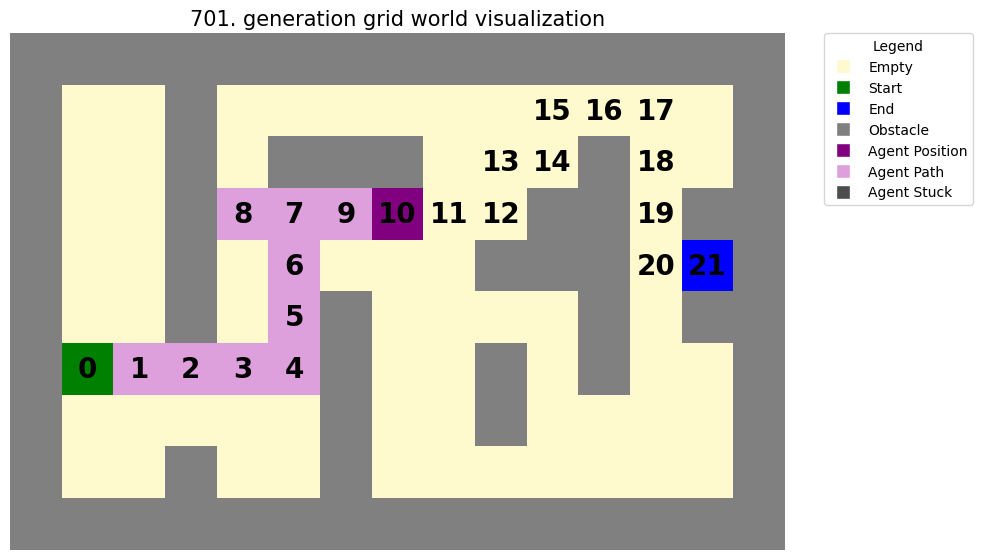 701. generation grid world visualization
Legend
Empty
Start
End
Obstacle
Agent Position
Agent Path
Agent Stuck
15 16 17
13 14 18
8 7 9 10 11 12 19
6 20 21
5
0 1 2 3 4